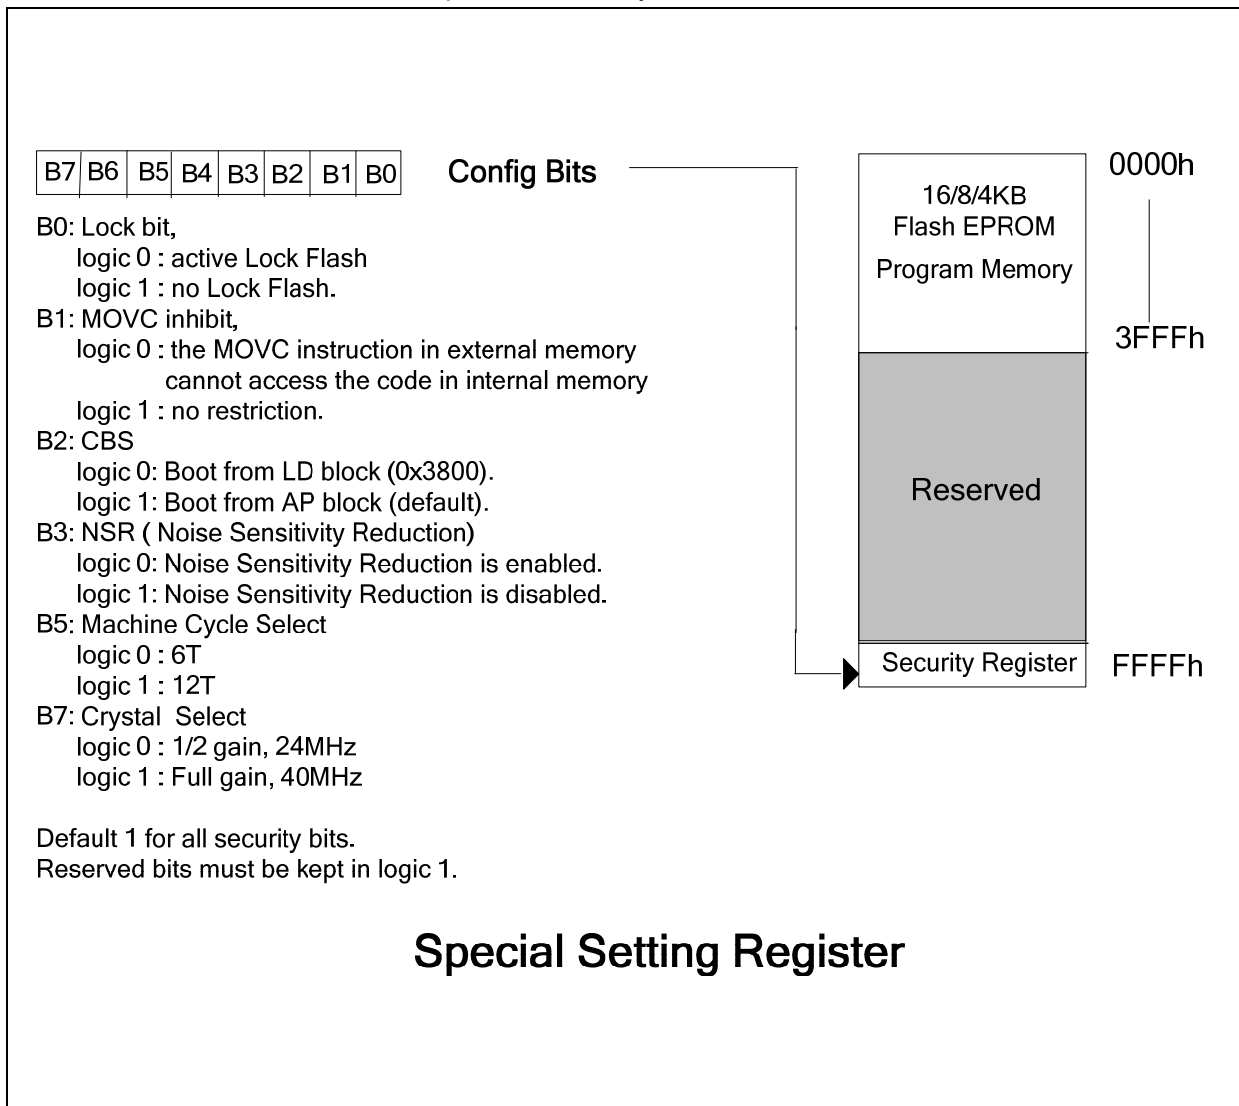 B7 B6 B5 B4 B3 B2 B1 B0
Config Bits
B0: Lock bit,
logic 0 : active Lock Flash
logic 1 : no Lock Flash.
B1: MOVC inhibit,
logic 0 : the MOVC instruction in external memory
cannot access the code in internal memory
logic 1 : no restriction.
B2: CBS
logic 0: Boot from LD block (0x3800).
logic 1: Boot from AP block (default).
B3: NSR ( Noise Sensitivity Reduction)
logic 0: Noise Sensitivity Reduction is enabled.
logic 1: Noise Sensitivity Reduction is disabled.
B5: Machine Cycle Select
logic 0 : 6T
logic 1 : 12T
B7: Crystal Select
logic 0 : 1/2 gain, 24MHz
logic 1 : Full gain, 40MHz
Default 1 for all security bits.
Reserved bits must be kept in logic 1.
16/8/4KB
Flash EPROM
Program Memory
0000h
3FFFh
Reserved
Security Register
FFFFh
Special Setting Register